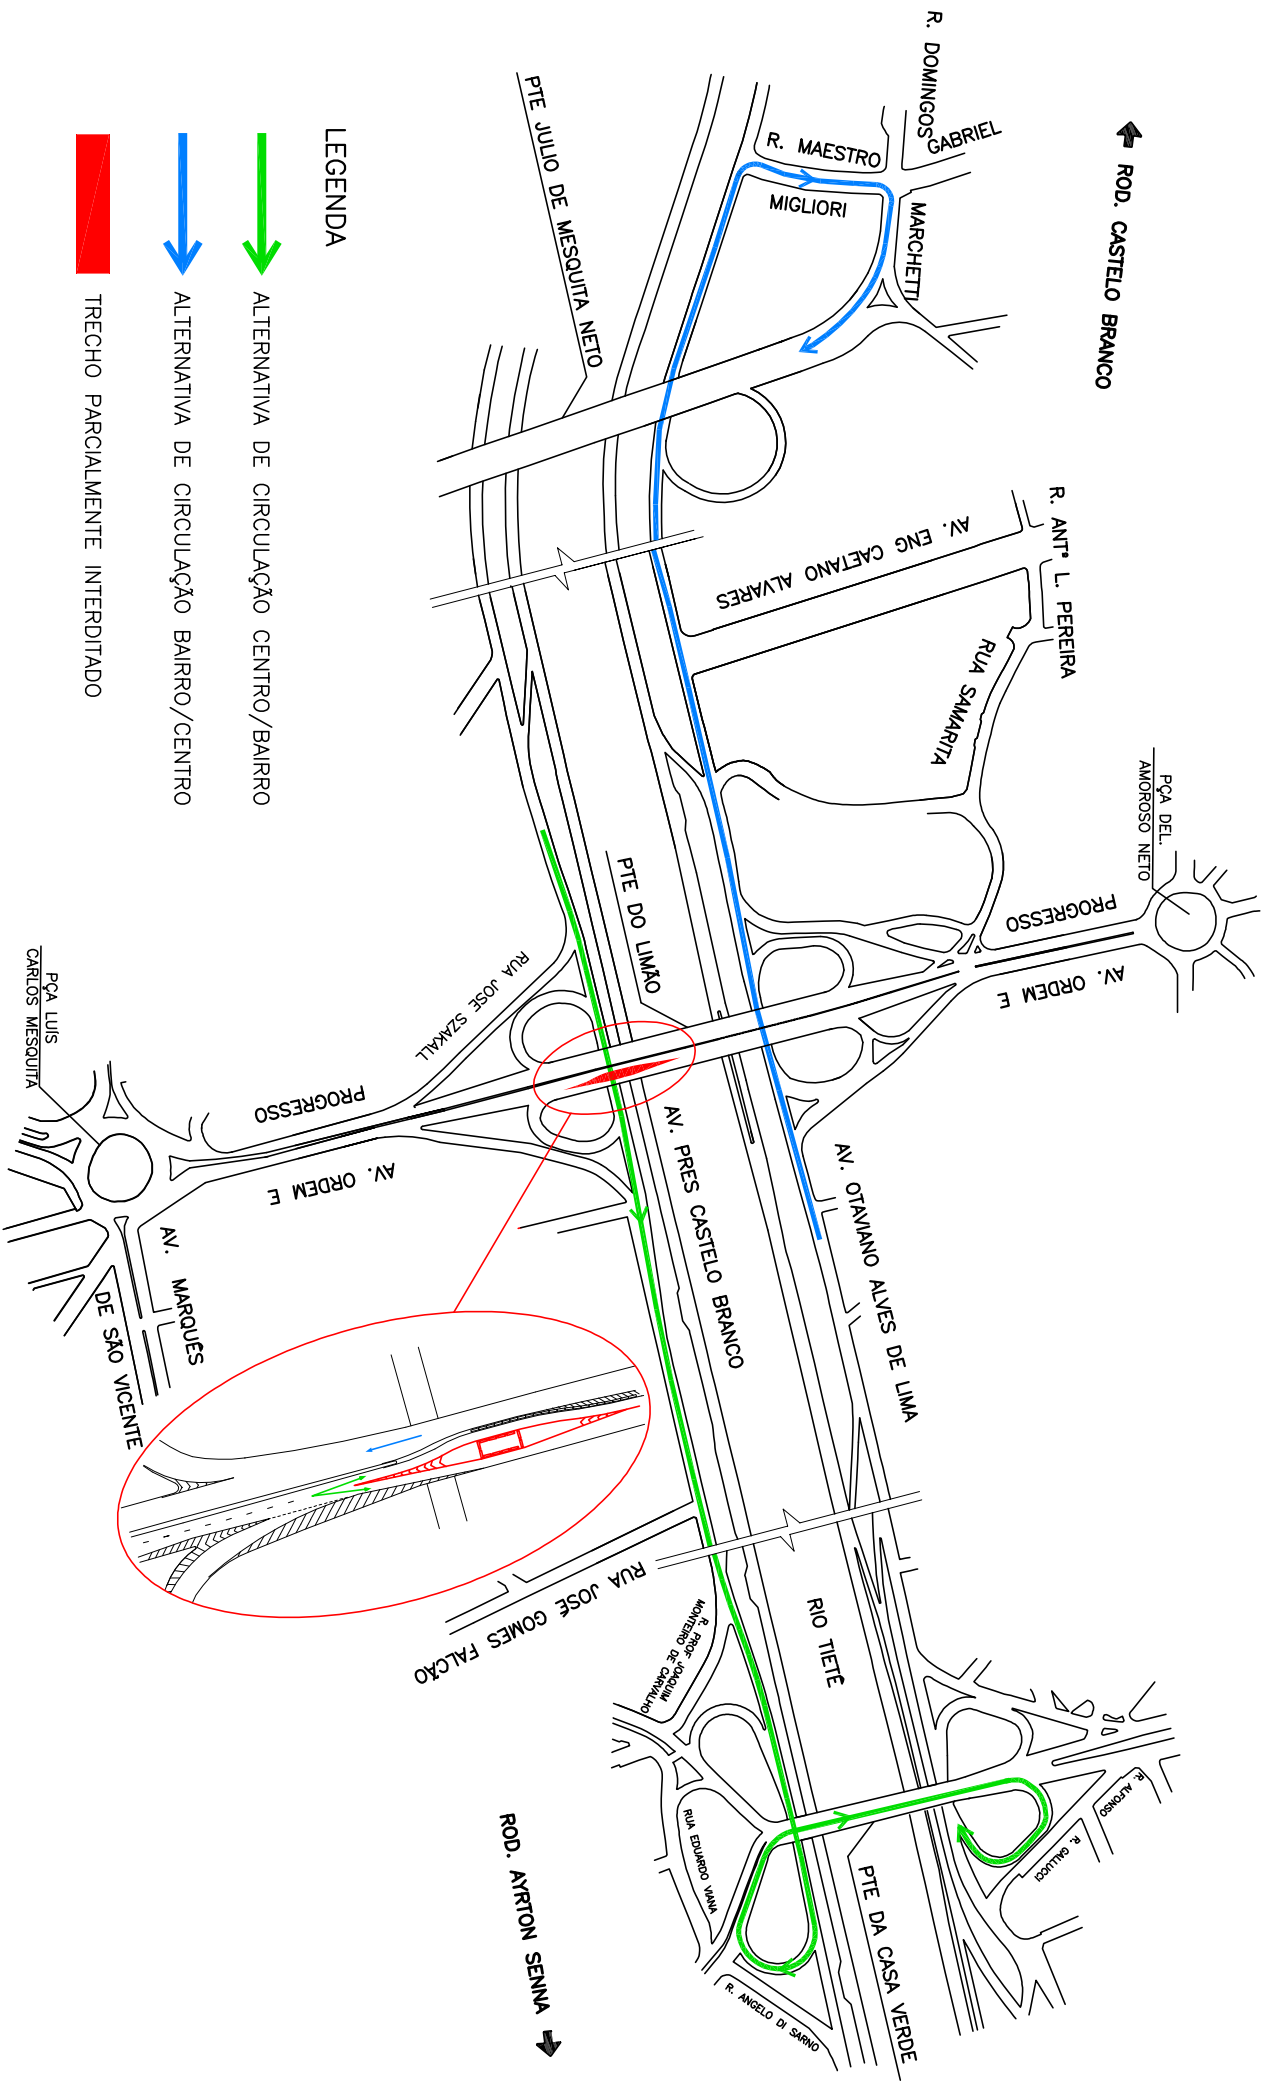 R. DOMINGOS
GABRIEL
R. MAESTRO
MIGLIORI
MARCHETTI
ROD. CASTELO BRANCO
PTE JULIO DE MESQUITA NETO
LEGENDA
ALTERNATIVA DE CIRCULAÇÃO CENTRO/BAIRRO
ALTERNATIVA DE CIRCULAÇÃO BAIRRO/CENTRO
TRECHO PARCIALMENTE INTERDITADO
AV. ENG CAETANO ALVARES
R. ANTº L. PEREIRA
RUA SAMARITA
PÇA DEL.
AMOROSO NETO
AV. ORDEM E
PROGRESSO
PTE DO LIMÃO
RUA JOSE SZAKALL
PÇA LUÍS
CARLOS MESQUITA
AV. ORDEM E
PROGRESSO
AV. MARQUÊS
DE SÃO VICENTE
AV. PRES CASTELO BRANCO
AV. OTAVIANO ALVES DE LIMA
RUA JOSÉ GOMES FALCÃO
R. PROF JOAQUIM
MONTEIRO DE CARVALHO
RIO TIETÊ
RUA EDUARDO VIANA
R. ALFONSO
R. GALLUCCI
PTE DA CASA VERDE
R. ANGELO DI SARNO
ROD. AYRTON SENNA